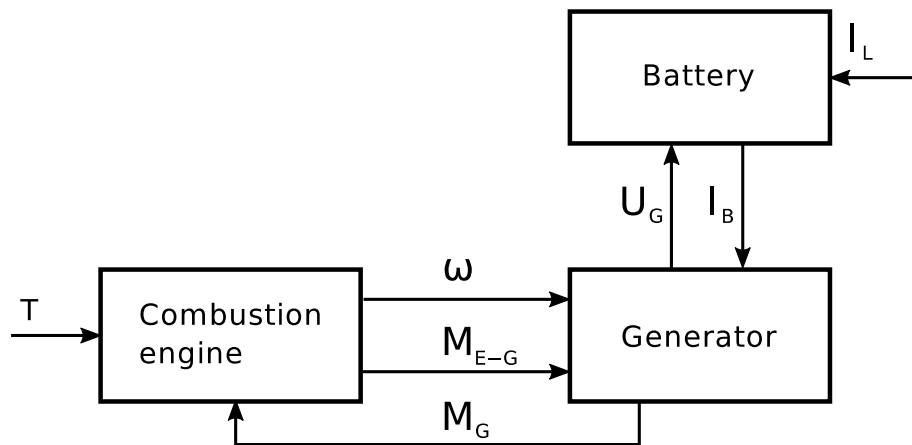 I_L
Battery
U_G I_B
ω
T
Combustion
engine
M_E–G
Generator
M_G